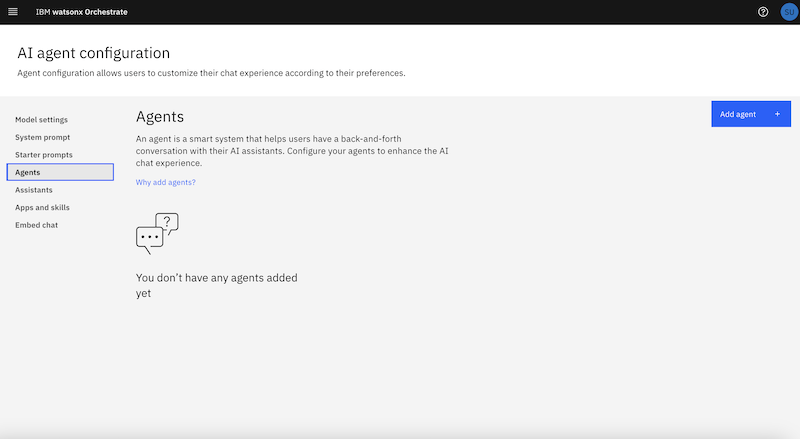 IBM watsonx Orchestrate
SU
AI agent configuration
Agent configuration allows users to customize their chat experience according to their preferences.
Model settings
System prompt
Starter prompts
Agents
Assistants
Apps and skills
Embed chat
Agents
Add agent +
An agent is a smart system that helps users have a back-and-forth
conversation with their AI assistants. Configure your agents to enhance the AI
chat experience.
Why add agents?
?
You don’t have any agents added
yet